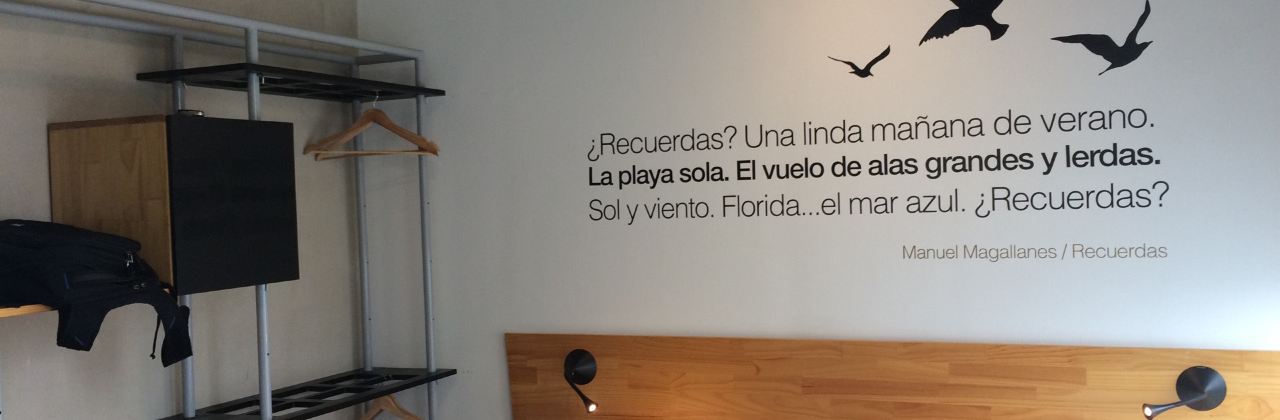 ¿Recuerdas? Una linda mañana de verano.
La playa sola. El vuelo de alas grandes y lerdas.
Sol y viento. Florida...el mar azul. ¿Recuerdas?
Manuel Magallanes / Recuerdas